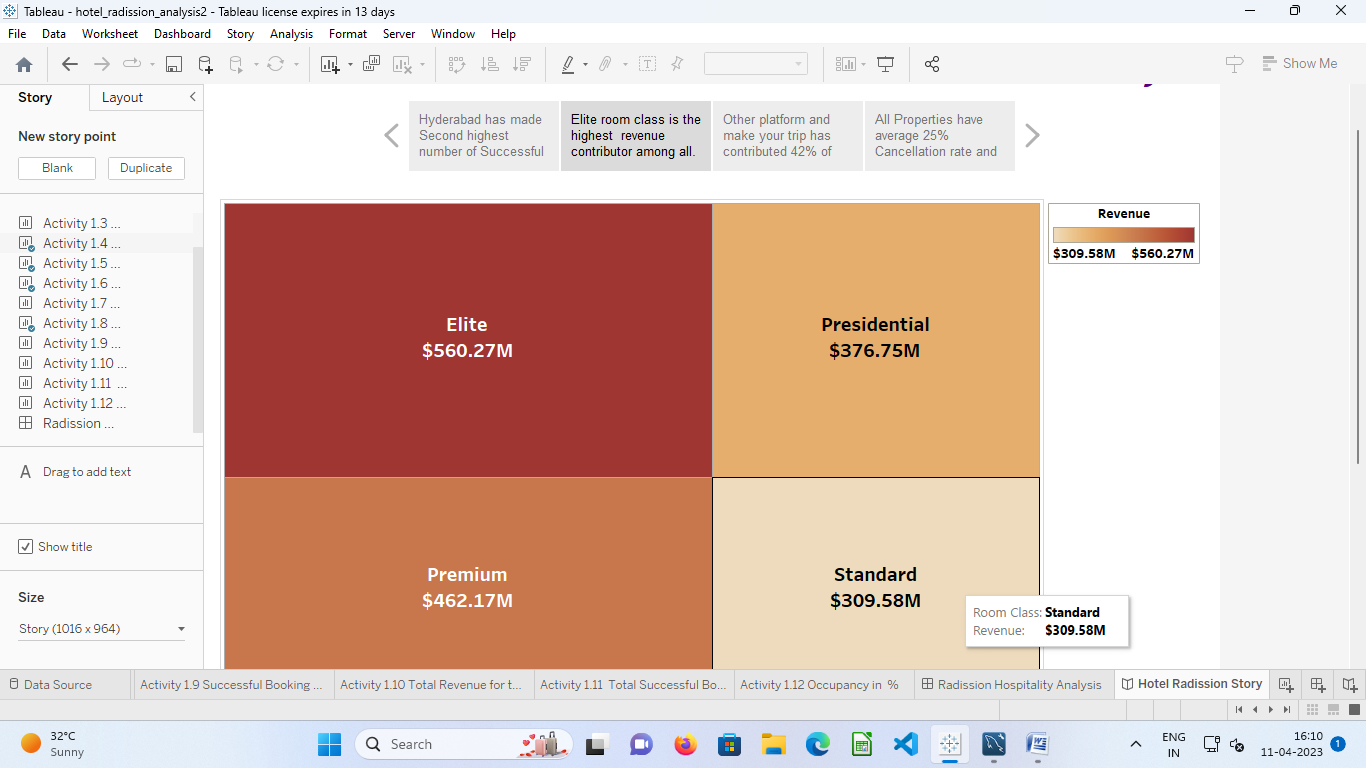 Tableau - hotel_radission_analysis2 - Tableau license expires in 13 days
File Data Worksheet Dashboard Story Analysis Format Server Window Help
Show Me
Story Layout
New story point
Blank Duplicate
Activity 1.3 ...
Activity 1.4 ...
Activity 1.5 ...
Activity 1.6 ...
Activity 1.7 ...
Activity 1.8 ...
Activity 1.9 ...
Activity 1.10 ...
Activity 1.11 ...
Activity 1.12 ...
Radission ...
A Drag to add text
Show title
Size
Story (1016 x 964)
Hyderabad has made
Second highest
number of Successful
Elite room class is the
highest revenue
contributor among all.
Other platform and
make your trip has
contributed 42% of
All Properties have
average 25%
Cancellation rate and
Elite
$560.27M
Presidential
$376.75M
Premium
$462.17M
Standard
$309.58M
Room Class: Standard
Revenue: $309.58M
Revenue
$309.58M $560.27M
Data Source Activity 1.9 Successful Booking ... Activity 1.10 Total Revenue for t... Activity 1.11 Total Successful Bo... Activity 1.12 Occupancy in % Radission Hospitality Analysis Hotel Radission Story
32°C
Sunny
Search
ENG
IN
16:10
11-04-2023
1